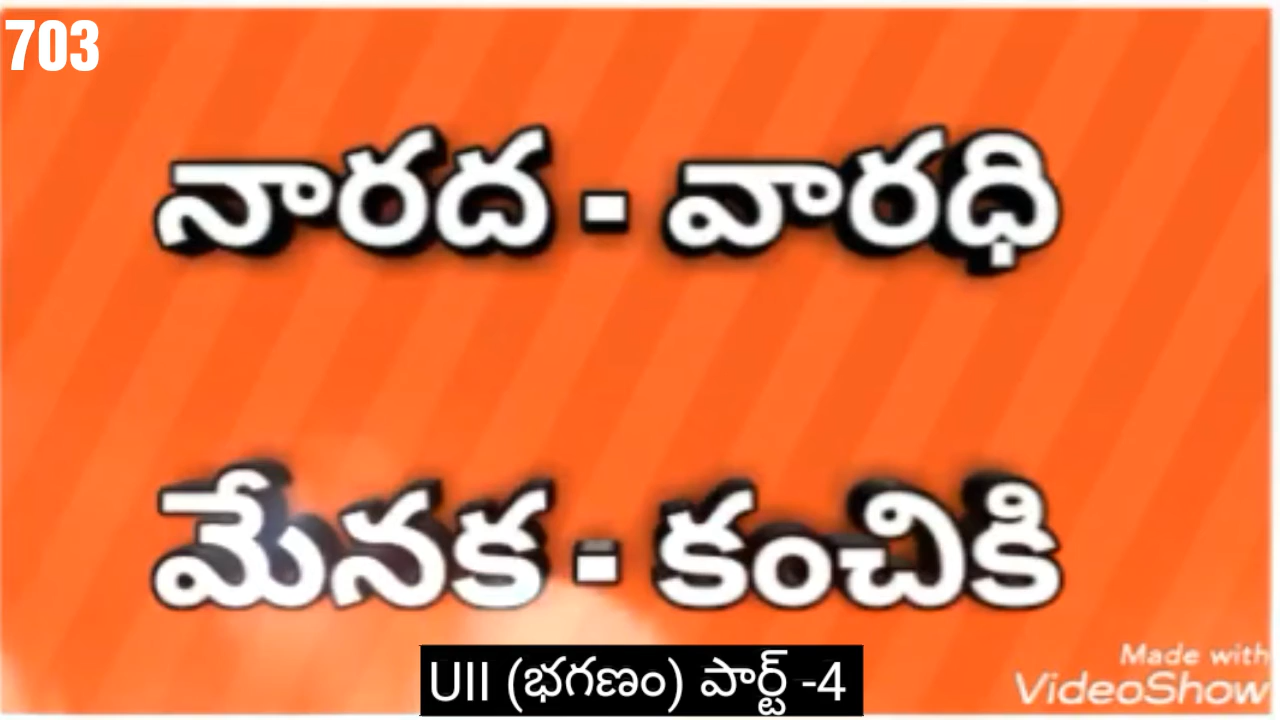 703
నారద - వారధి
మేనక - కంచికి
UII (భగణం) పార్ట్ -4
Made with
VideoShow